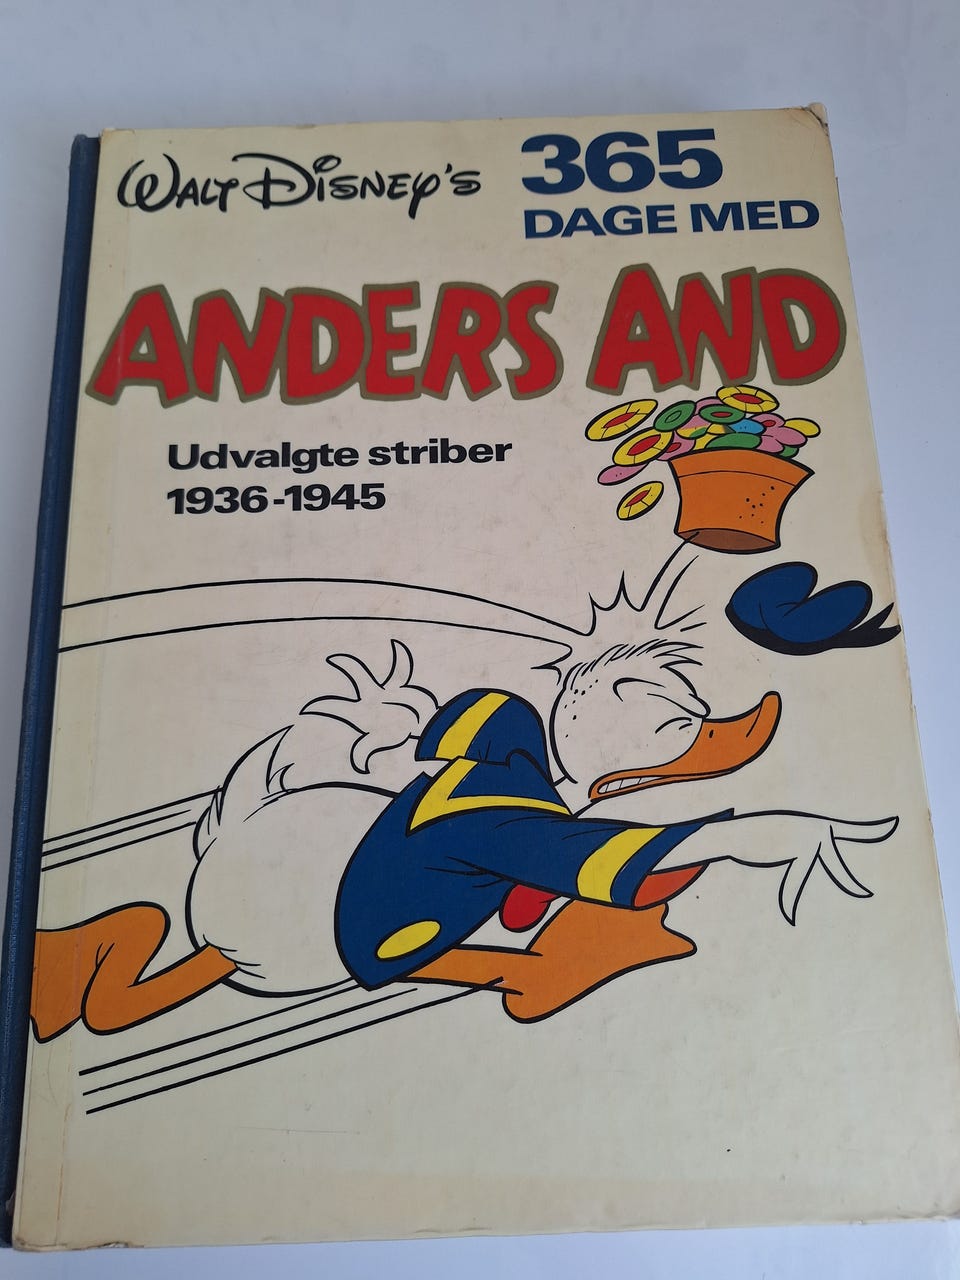 WALT DISNEY'S
365
DAGE MED
ANDERS AND
Udvalgte striber
1936-1945